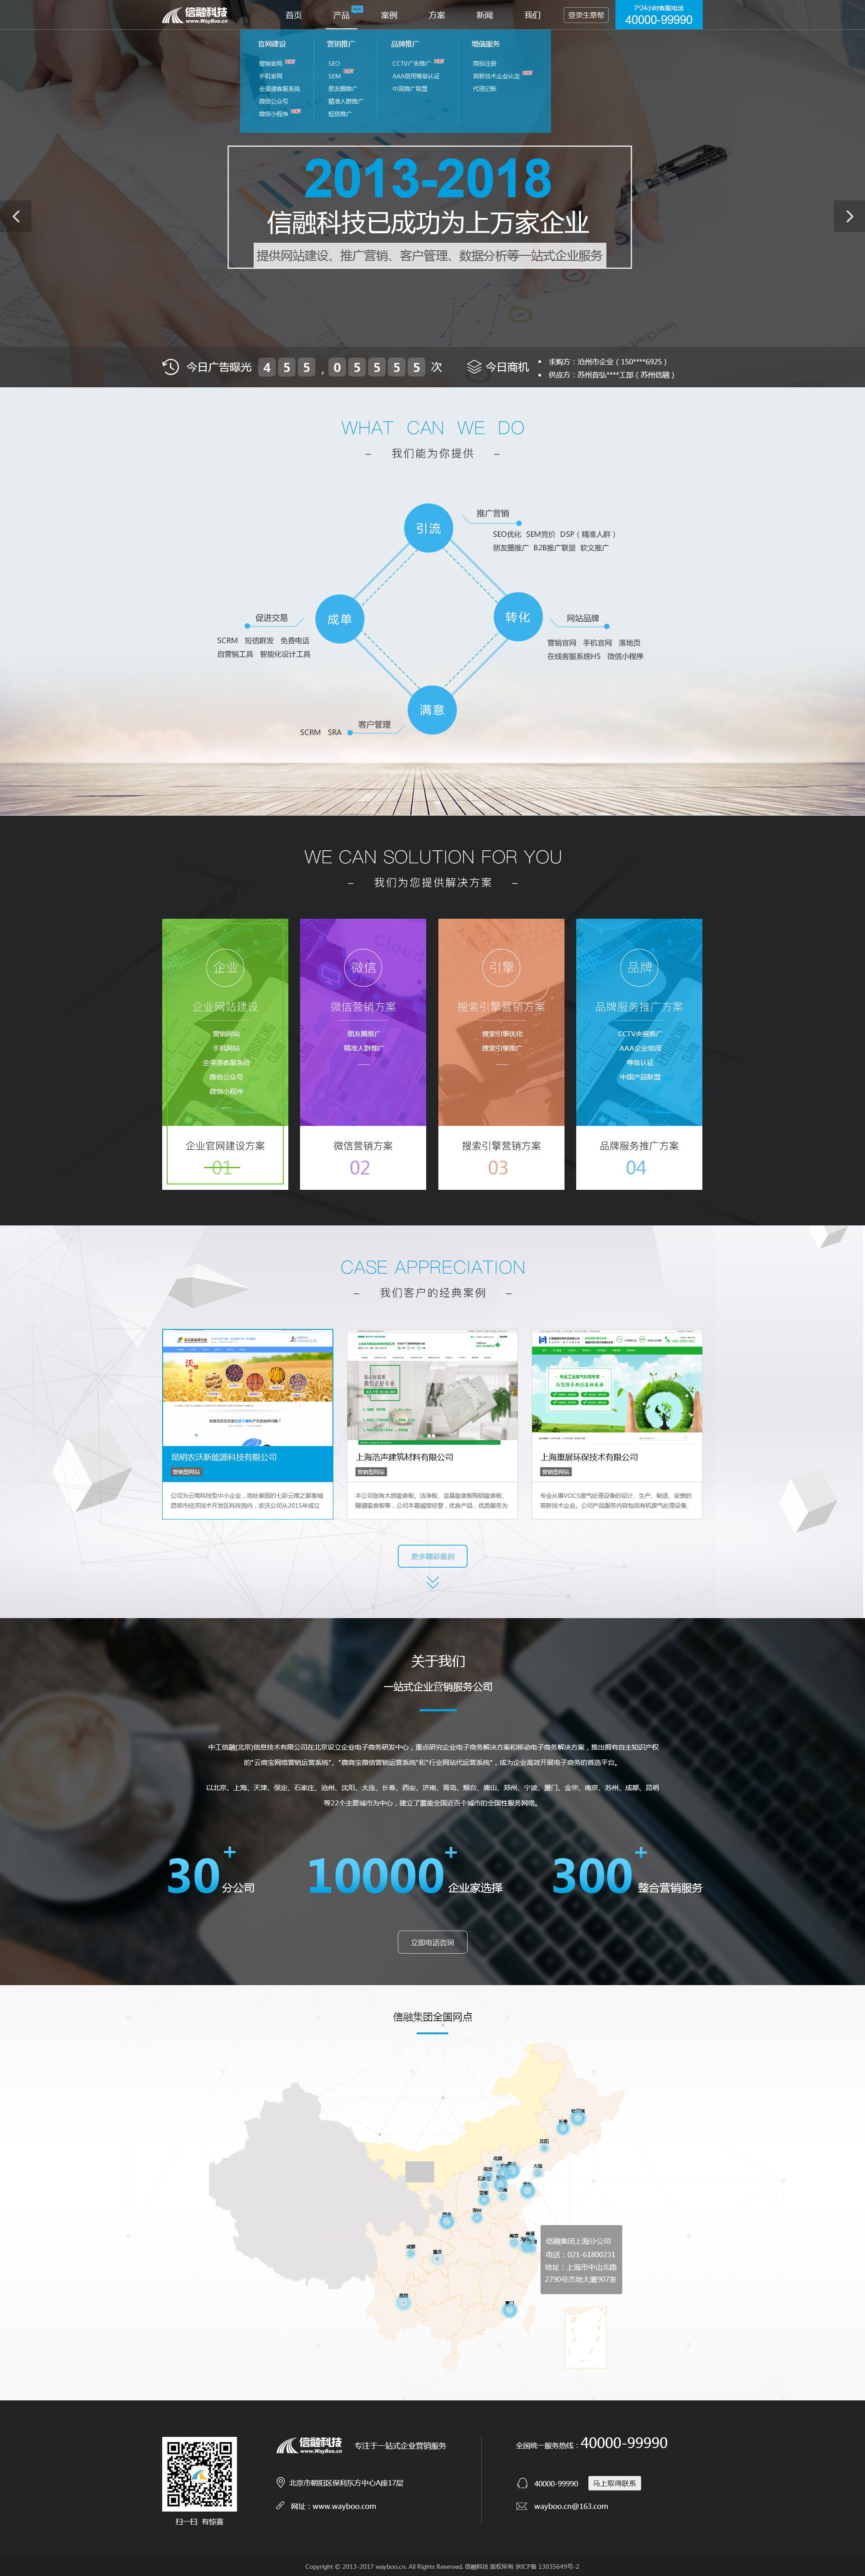 信融科技
www.WayBoo.cn
首页
产品
HOT
案例
方案
新闻
我们
登录生意帮
7*24小时客服电话
40000-99990
官网建设
营销官网 HOT
手机官网
全渠道客服系统
微信公众号
微信小程序 HOT
营销推广
SEO
SEM HOT
朋友圈推广
精准人群推广
短信推广
品牌推广
CCTV广告推广 HOT
AAA信用等级认证
中国推广联盟
增值服务
商标注册
高新技术企业认定 HOT
代理记账
2013-2018
信融科技已成功为上万家企业
提供网站建设、推广营销、客户管理、数据分析等一站式企业服务
今日广告曝光 455,05555 次
今日商机
• 求购方：沧州市企业（150****6925）
• 供应方：苏州首弘****工部（苏州信融）
WHAT CAN WE DO
– 我们能为你提供 –
引流
推广营销
SEO优化 SEM竞价 DSP（精准人群）
朋友圈推广 B2B推广联盟 软文推广
成单
促进交易
SCRM 短信群发 免费电话
自营销工具 智能化设计工具
转化
网站品牌
营销官网 手机官网 落地页
在线客服系统H5 微信小程序
满意
客户管理
SCRM SRA
WE CAN SOLUTION FOR YOU
– 我们为您提供解决方案 –
企业
企业网站建设
营销网站
手机网站
全渠道客服系统
微信公众号
微信小程序
......
企业官网建设方案
01
微信
微信营销方案
朋友圈推广
精准人群推广
......
微信营销方案
02
引擎
搜索引擎营销方案
搜索引擎优化
搜索引擎推广
......
搜索引擎营销方案
03
品牌
品牌服务推广方案
CCTV央视推广
AAA企业信用
等级认证
中国产品联盟
品牌服务推广方案
04
CASE APPRECIATION
– 我们客户的经典案例 –
昆明农沃新能源科技有限公司
营销型网站
公司为云南科技型中小企业，地处美丽的七彩云南之都春城
昆明市经济技术开发区科技园内，农沃公司从2015年成立
上海浩声建筑材料有限公司
营销型网站
本公司创有木质吸音板、洁净板、金晶吸音板陶铝吸音板、
隧道吸音板等，公司本着诚信经营，优良产品，优质服务为
上海重展环保技术有限公司
营销型网站
专业从事VOCS废气处理设备的设计、生产、制造、安装的
高新技术企业。公司产品服务内容包括有机废气处理设备、
更多精彩案例
关于我们
一站式企业营销服务公司
中工信融(北京)信息技术有限公司在北京设立企业电子商务研发中心，重点研究企业电子商务解决方案和移动电子商务解决方案，推出拥有自主知识产权
的"云商宝网络营销运营系统"、"微商宝微信营销运营系统"和"行业网站代运营系统"，成为企业高效开展电子商务的首选平台。
以北京、上海、天津、保定、石家庄、沧州、沈阳、大连、长春、西安、济南、青岛、烟台、唐山、郑州、宁波、厦门、金华、南京、苏州、成都、昆明
等22个主要城市为中心，建立了覆盖全国近百个城市的全国性服务网络。
30+ 分公司
10000+ 企业家选择
300+ 整合营销服务
立即电话咨询
信融集团全国网点
哈尔滨
长春
沈阳
大连
北京
保定
石家庄
郑州
南京
南通
成都
重庆
昆明
厦门
信融集团上海分公司
电话：021-61800231
地址：上海市中山北路
2790号杰地大厦907室
扫一扫 有惊喜
信融科技
www.WayBoo.cn
专注于一站式企业营销服务
北京市朝阳区保利东方中心A座17层
网址：www.wayboo.com
全国统一服务热线：40000-99990
40000-99990
马上取得联系
wayboo.cn@163.com
Copyright © 2013-2017 wayboo.cn. All Rights Reserved. 信融科技 版权所有 京ICP备 13035649号-2